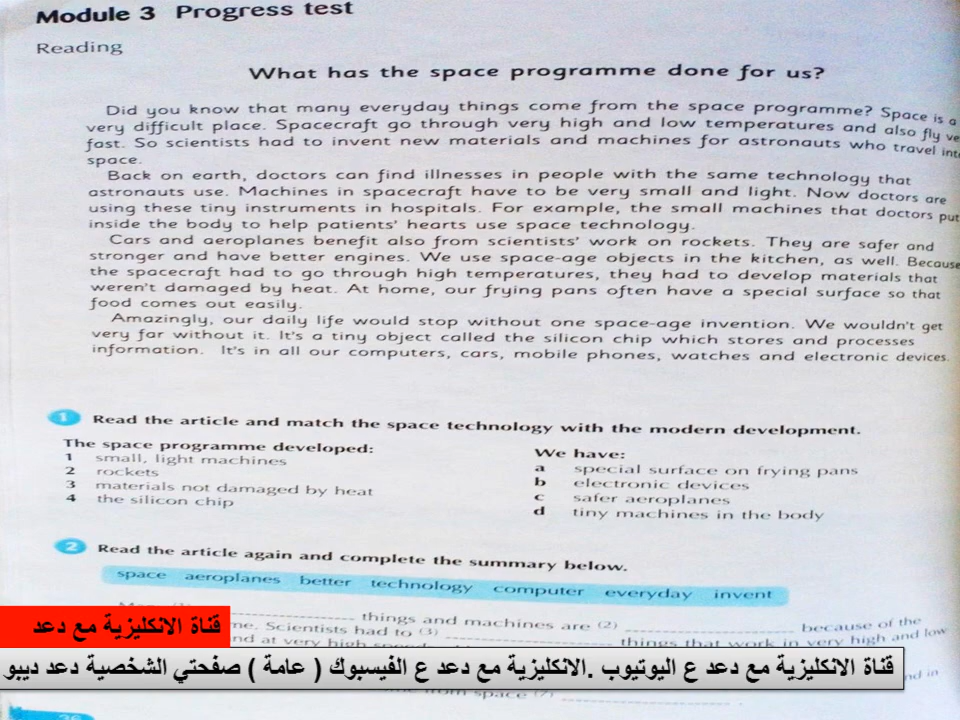 Module 3 Progress test
Reading
What has the space programme done for us?
Did you know that many everyday things come from the space programme? Space is a
very difficult place. Spacecraft go through very high and low temperatures and also fly ve
fast. So scientists had to invent new materials and machines for astronauts who travel int
space.
Back on earth, doctors can find illnesses in people with the same technology that
astronauts use. Machines in spacecraft have to be very small and light. Now doctors are
using these tiny instruments in hospitals. For example, the small machines that doctors put
inside the body to help patients' hearts use space technology.
Cars and aeroplanes benefit also from scientists' work on rockets. They are safer and
stronger and have better engines. We use space-age objects in the kitchen, as well. Because
the spacecraft had to go through high temperatures, they had to develop materials that
weren't damaged by heat. At home, our frying pans often have a special surface so that
food comes out easily.
Amazingly, our daily life would stop without one space-age invention. We wouldn't get
very far without it. It's a tiny object called the silicon chip which stores and processes
information. It's in all our computers, cars, mobile phones, watches and electronic devices.
1 Read the article and match the space technology with the modern development.
The space programme developed:
1 small, light machines
2 rockets
3 materials not damaged by heat
4 the silicon chip
We have:
a special surface on frying pans
b electronic devices
c safer aeroplanes
d tiny machines in the body
2 Read the article again and complete the summary below.
space aeroplanes better technology computer everyday invent
things and machines are (2) because of the
me. Scientists had to (3) things that work in very high and low
nd at very high
قناة الانكليزية مع دعد
قناة الانكليزية مع دعد ع اليوتيوب .الانكليزية مع دعد ع الفيسبوك ( عامة ) صفحتي الشخصية دعد ديبو
nd in
from space (7)
36